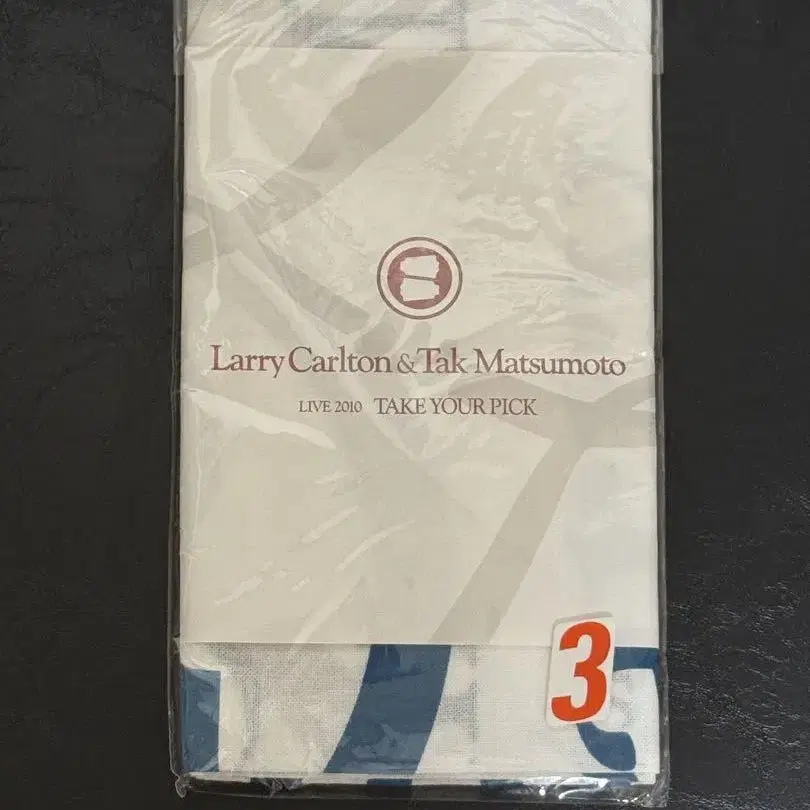 Larry Carlton & Tak Matsumoto
LIVE 2010 TAKE YOUR PICK
3